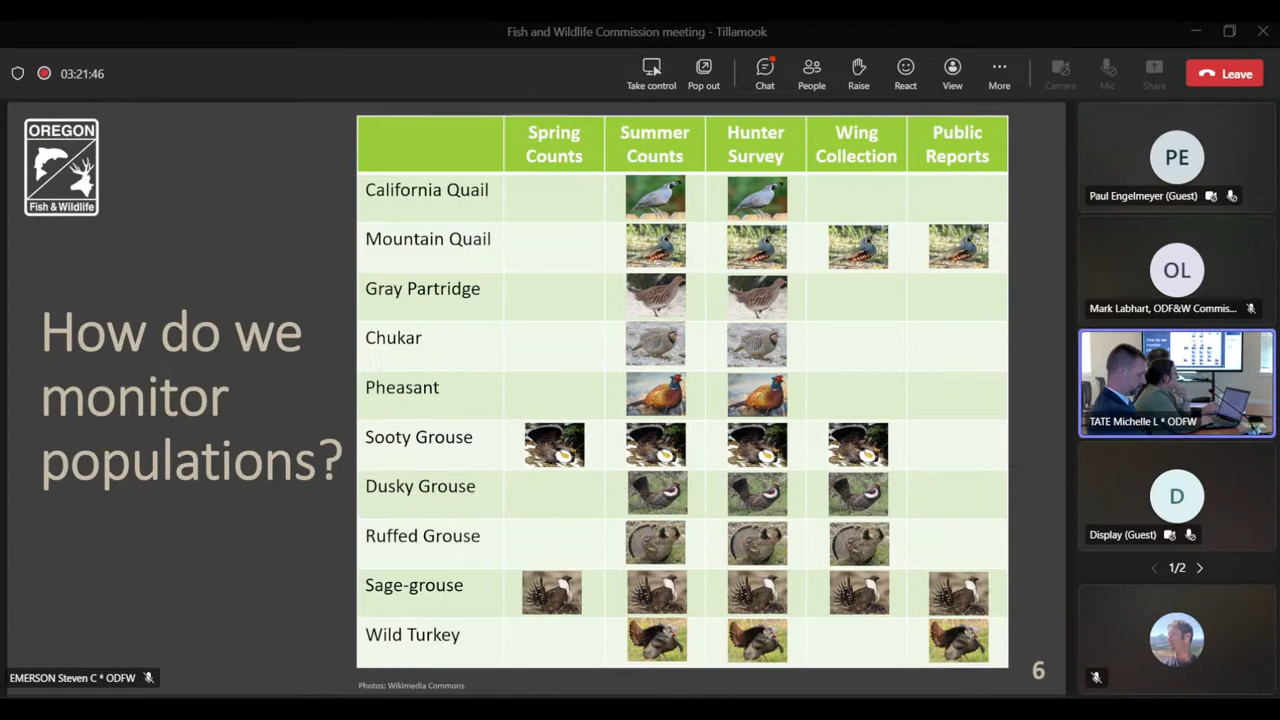 Fish and Wildlife Commission meeting - Tillamook
03:21:46
Take control
Pop out
Chat
People
Raise
React
View
More
Camera
Mic
Share
Leave
OREGON
Fish & Wildlife
How do we
monitor
populations?
Spring Counts
Summer Counts
Hunter Survey
Wing Collection
Public Reports
California Quail
Mountain Quail
Gray Partridge
Chukar
Pheasant
Sooty Grouse
Dusky Grouse
Ruffed Grouse
Sage-grouse
Wild Turkey
Photos: Wikimedia Commons
6
EMERSON Steven C * ODFW
PE
Paul Engelmeyer (Guest)
OL
Mark Labhart, ODF&W Commis...
TATE Michelle L * ODFW
D
Display (Guest)
1/2